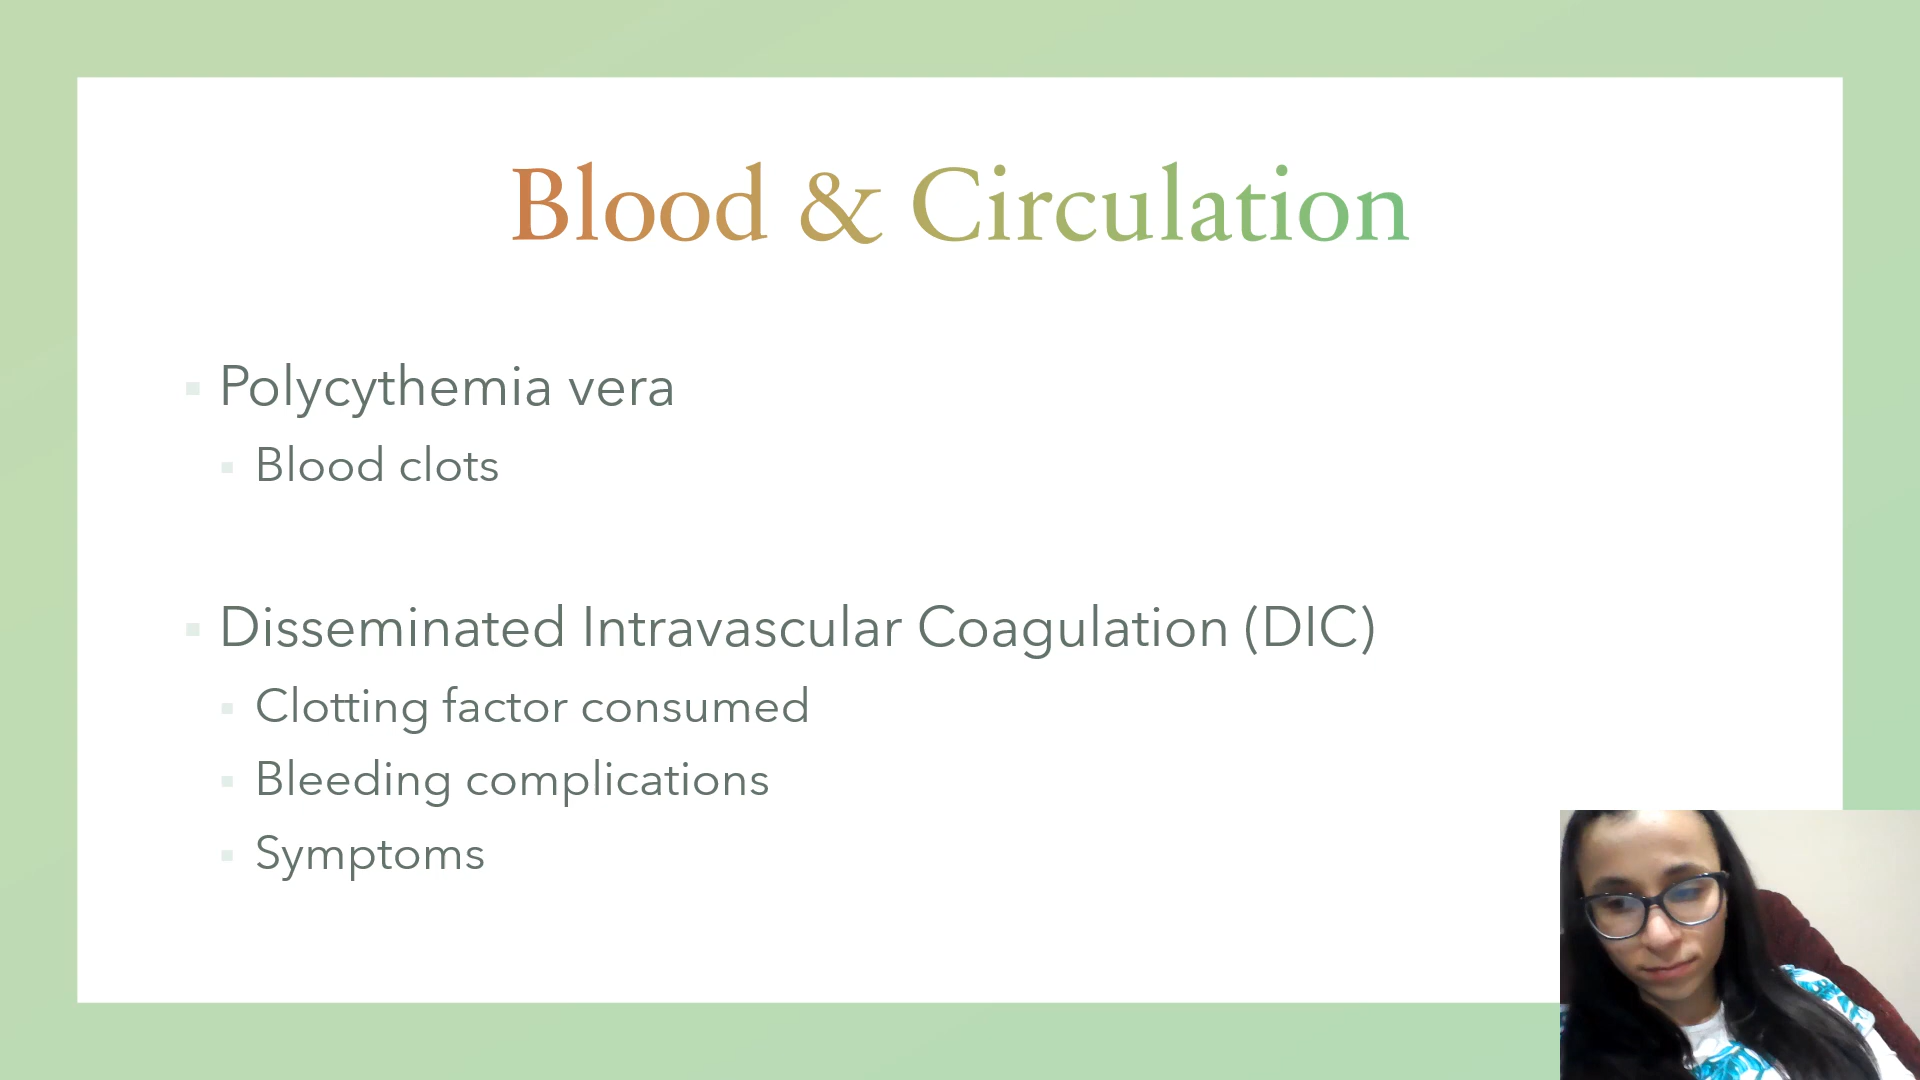 Blood & Circulation
Polycythemia vera
Blood clots
Disseminated Intravascular Coagulation (DIC)
Clotting factor consumed
Bleeding complications
Symptoms